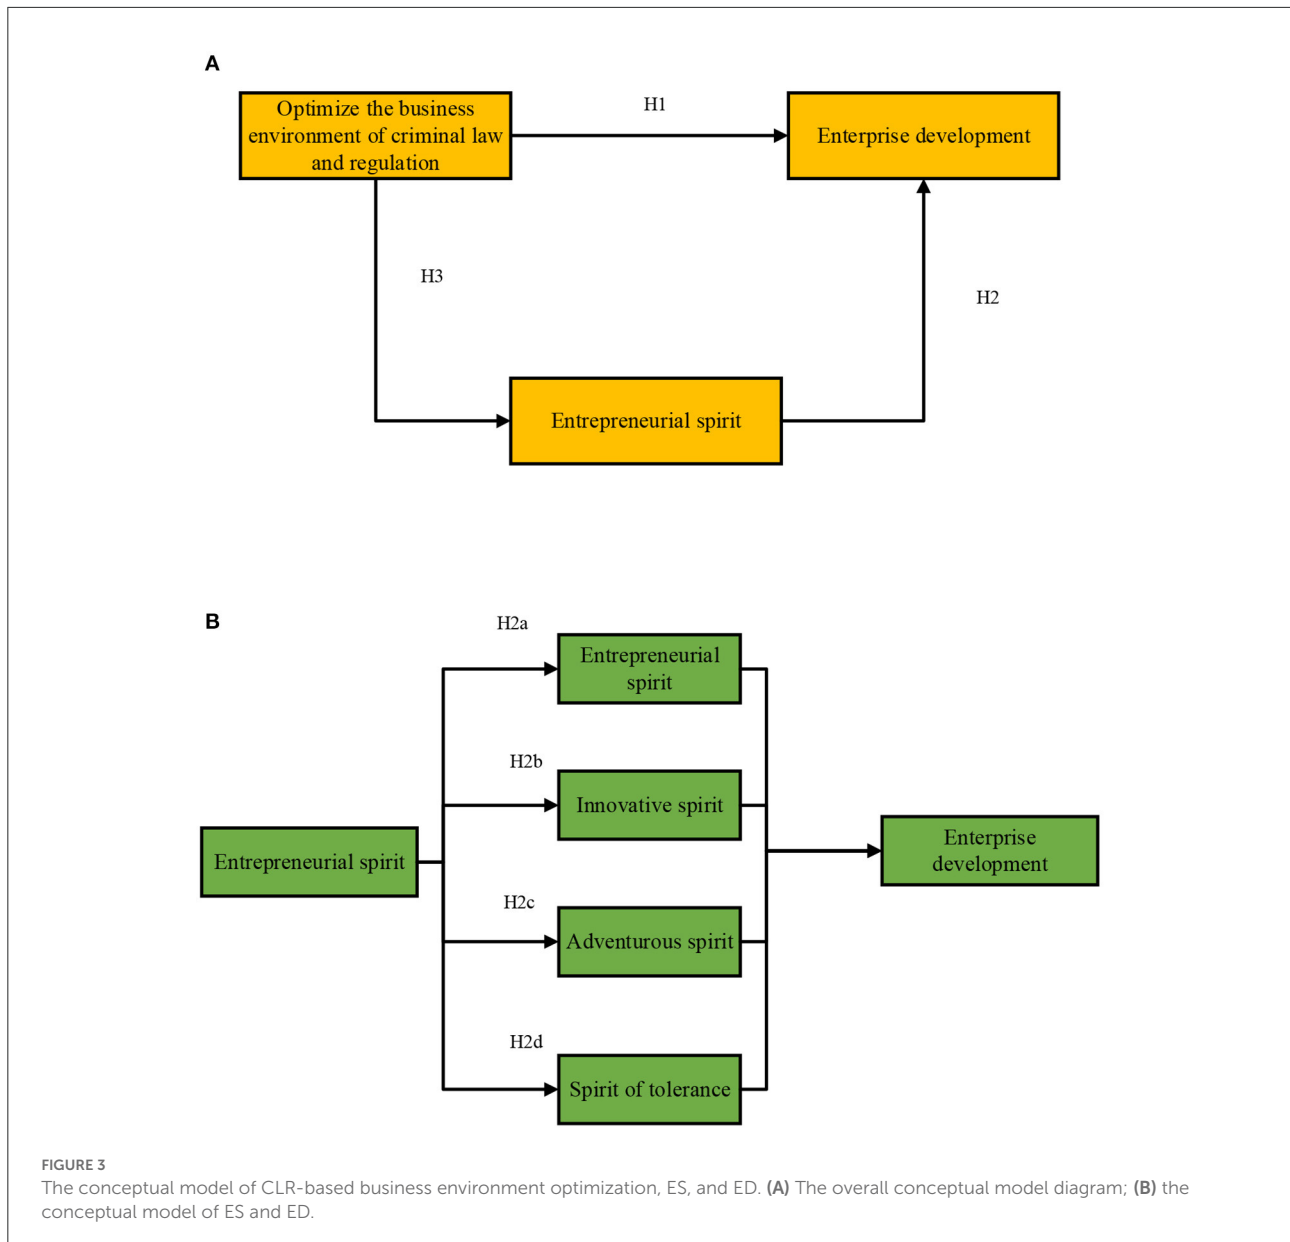 A
Optimize the business
environment of criminal law
and regulation
H1
Enterprise development
H3
H2
Entrepreneurial spirit
B
H2a
Entrepreneurial
spirit
H2b
Innovative spirit
Entrepreneurial spirit
Enterprise
development
H2c
Adventurous spirit
H2d
Spirit of tolerance
FIGURE 3
The conceptual model of CLR-based business environment optimization, ES, and ED. (A) The overall conceptual model diagram; (B) the
conceptual model of ES and ED.